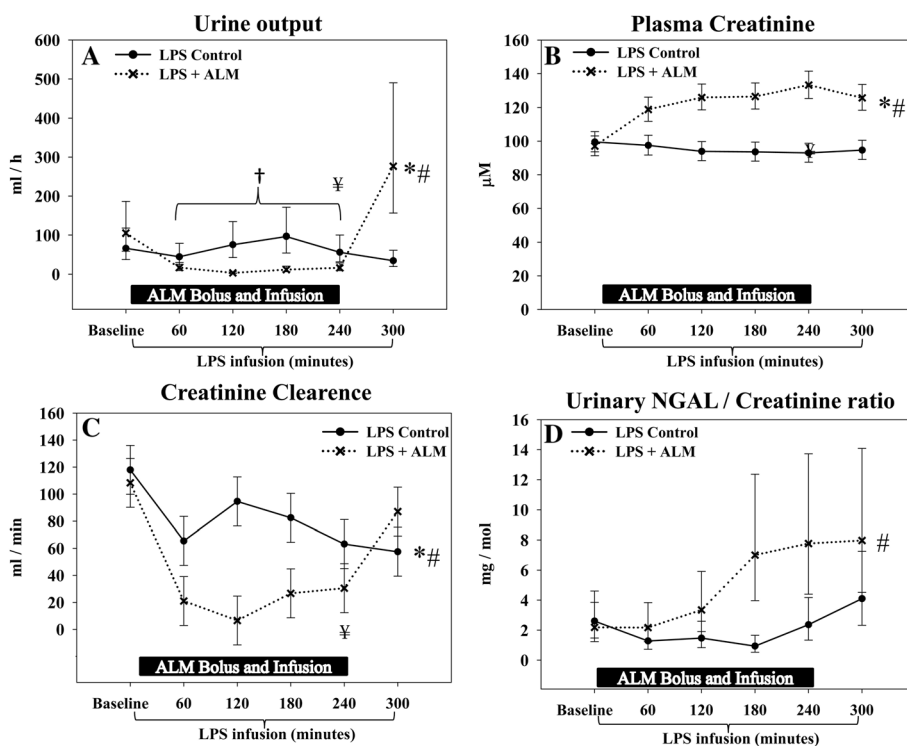 Urine output
A
LPS Control
LPS + ALM
600
500
400
300
200
100
0
ml / h
†
¥
*#
ALM Bolus and Infusion
Baseline 60 120 180 240 300
LPS infusion (minutes)
Plasma Creatinine
B
LPS Control
LPS + ALM
160
140
120
100
80
60
40
20
0
µM
¥
*#
ALM Bolus and Infusion
Baseline 60 120 180 240 300
LPS infusion (minutes)
Creatinine Clearence
C
LPS Control
LPS + ALM
160
140
120
100
80
60
40
20
0
ml / min
*#
¥
ALM Bolus and Infusion
Baseline 60 120 180 240 300
LPS infusion (minutes)
Urinary NGAL / Creatinine ratio
D
LPS Control
LPS + ALM
16
14
12
10
8
6
4
2
0
mg / mol
#
ALM Bolus and Infusion
Baseline 60 120 180 240 300
LPS infusion (minutes)